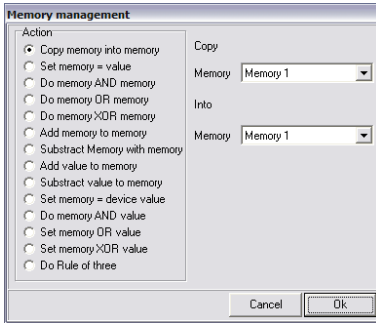 Memory management
Action
Copy memory into memory
Set memory = value
Do memory AND memory
Do memory OR memory
Do memory XOR memory
Add memory to memory
Substract Memory with memory
Add value to memory
Substract value to memory
Set memory = device value
Do memory AND value
Set memory OR value
Set memory XOR value
Do Rule of three
Copy
Memory Memory 1
Into
Memory Memory 1
Cancel Ok